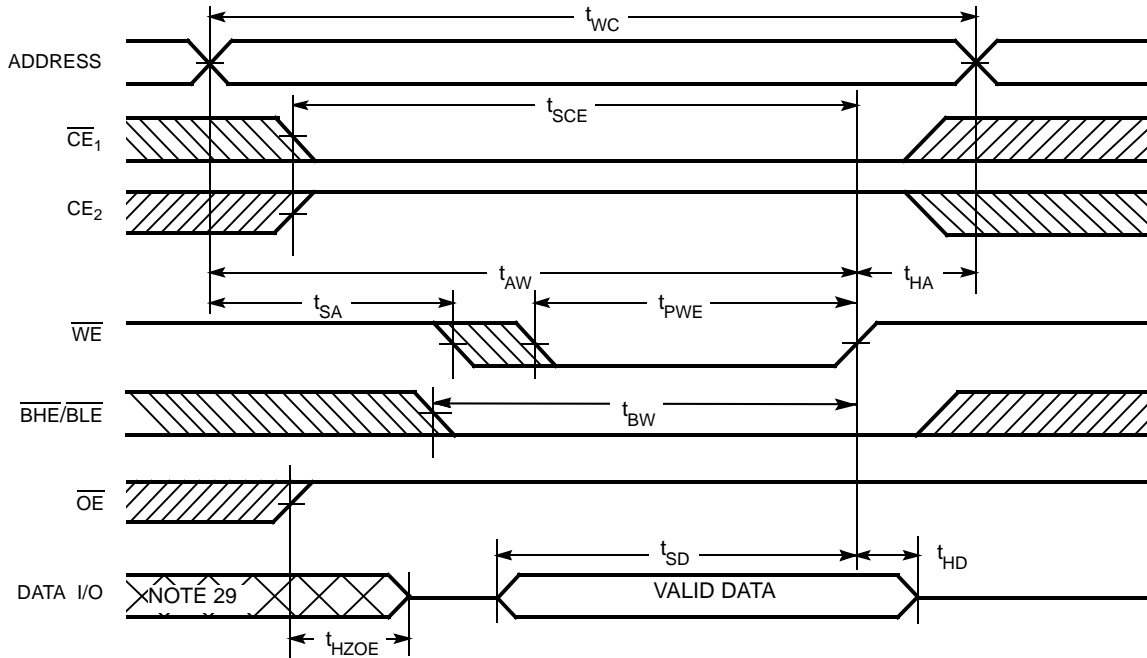 tWC
ADDRESS
tSCE
CE1
CE2
tAW
tHA
tSA
tPWE
WE
BHE/BLE
tBW
OE
tSD
tHD
DATA I/O
NOTE 29
VALID DATA
tHZOE